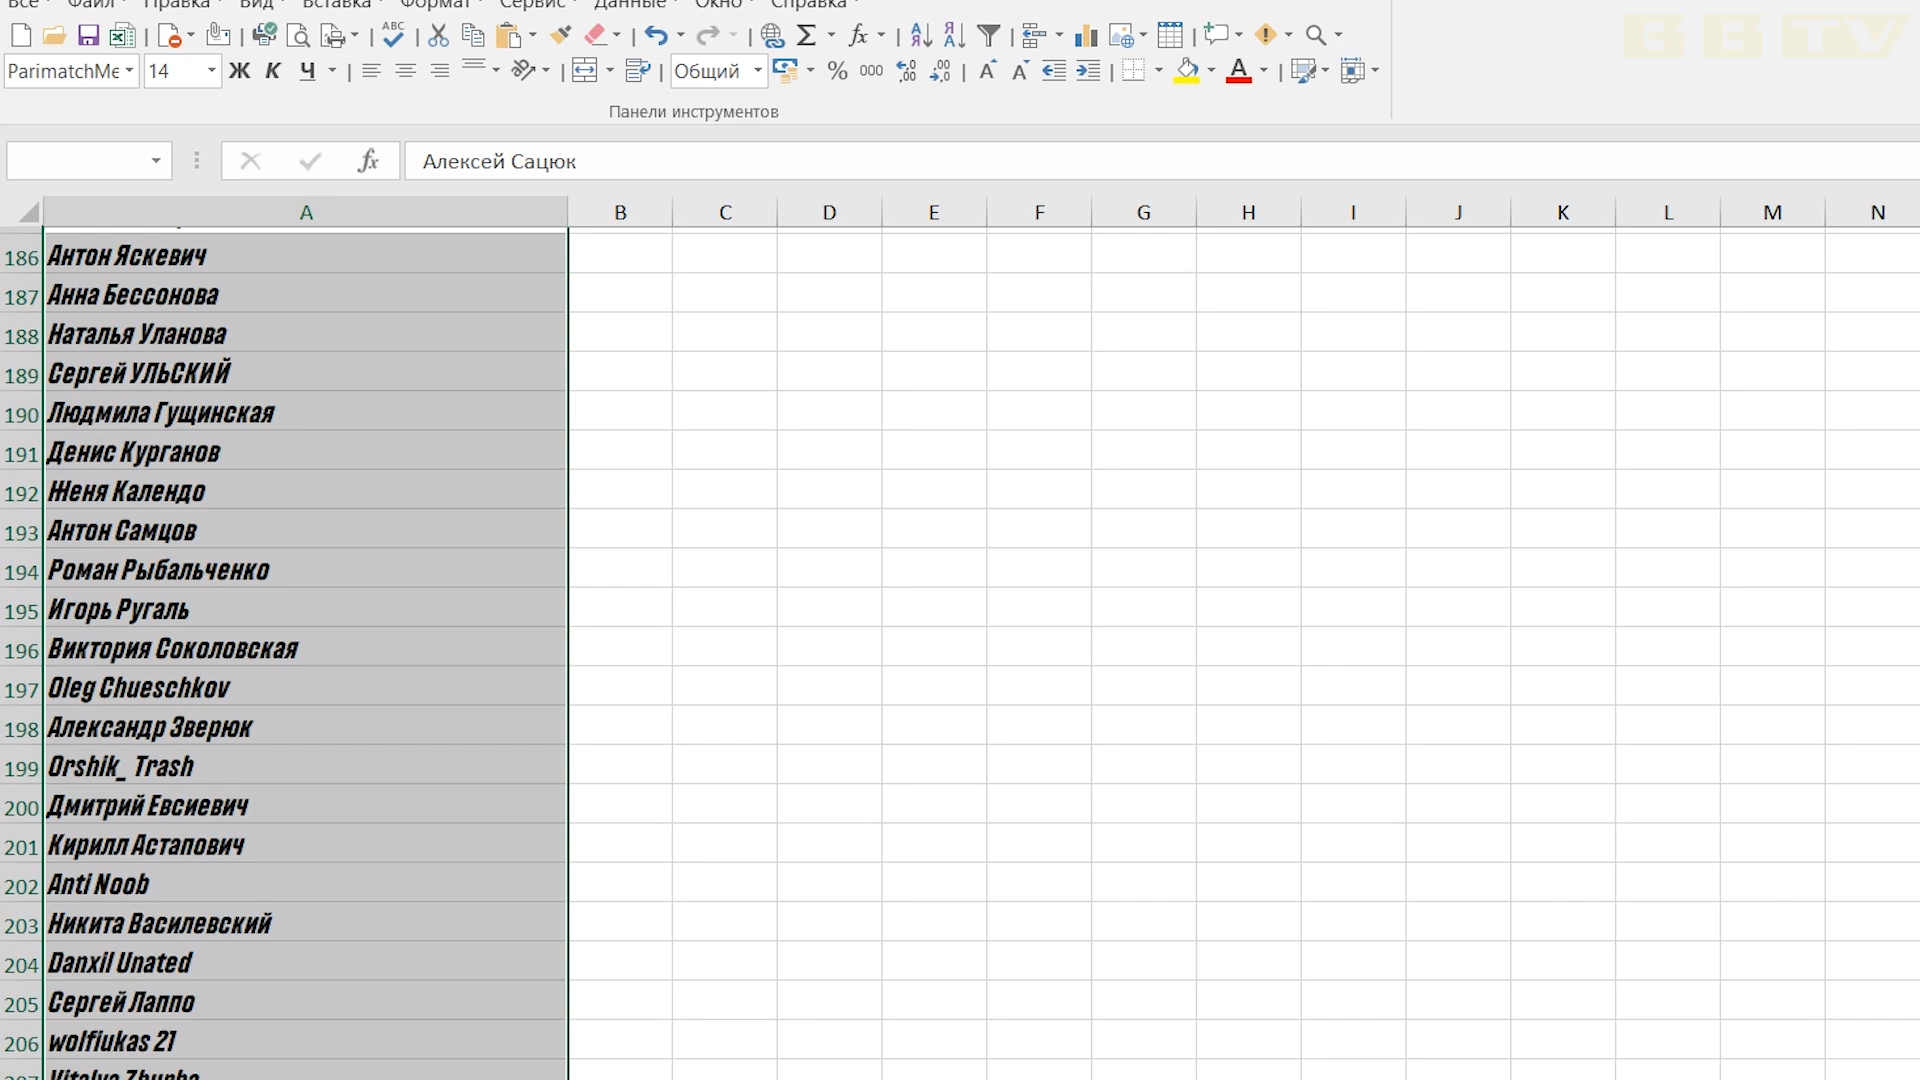 Все Файл Правка Вид Вставка Формат Сервис Данные Окно Справка
BBTV
ABC
ParimatchMe 14 Ж К Ч Общий % 000
Панели инструментов
fx Алексей Сацюк
A B C D E F G H I J K L M N
186 Антон Яскевич
187 Анна Бессонова
188 Наталья Уланова
189 Сергей УЛЬСКИЙ
190 Людмила Гущинская
191 Денис Курганов
192 Женя Календо
193 Антон Самцов
194 Роман Рыбальченко
195 Игорь Ругаль
196 Виктория Соколовская
197 Oleg Chueschkov
198 Александр Зверюк
199 Orshik_ Trash
200 Дмитрий Евсиевич
201 Кирилл Астапович
202 Anti Noob
203 Никита Василевский
204 Danxil Unated
205 Сергей Лаппо
206 wolfiukas 21